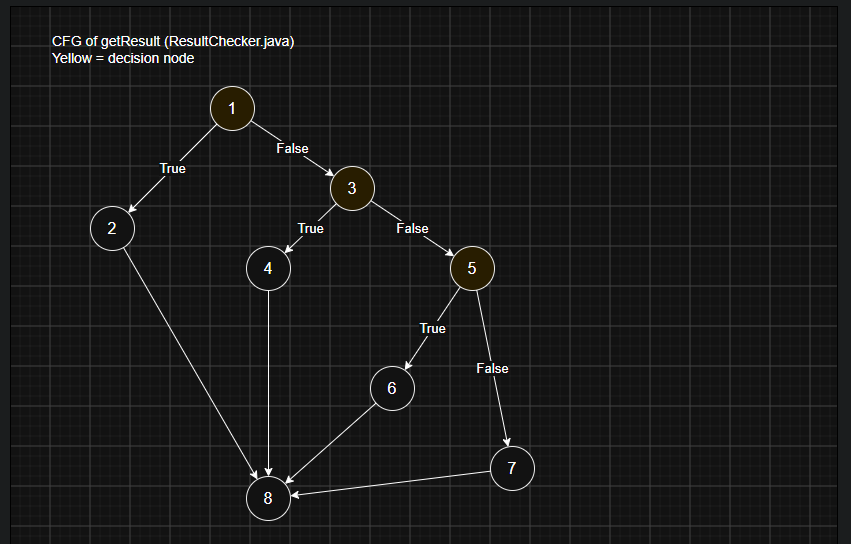 CFG of getResult (ResultChecker.java)
Yellow = decision node
1
True
False
3
2
True
False
4
5
True
False
6
7
8